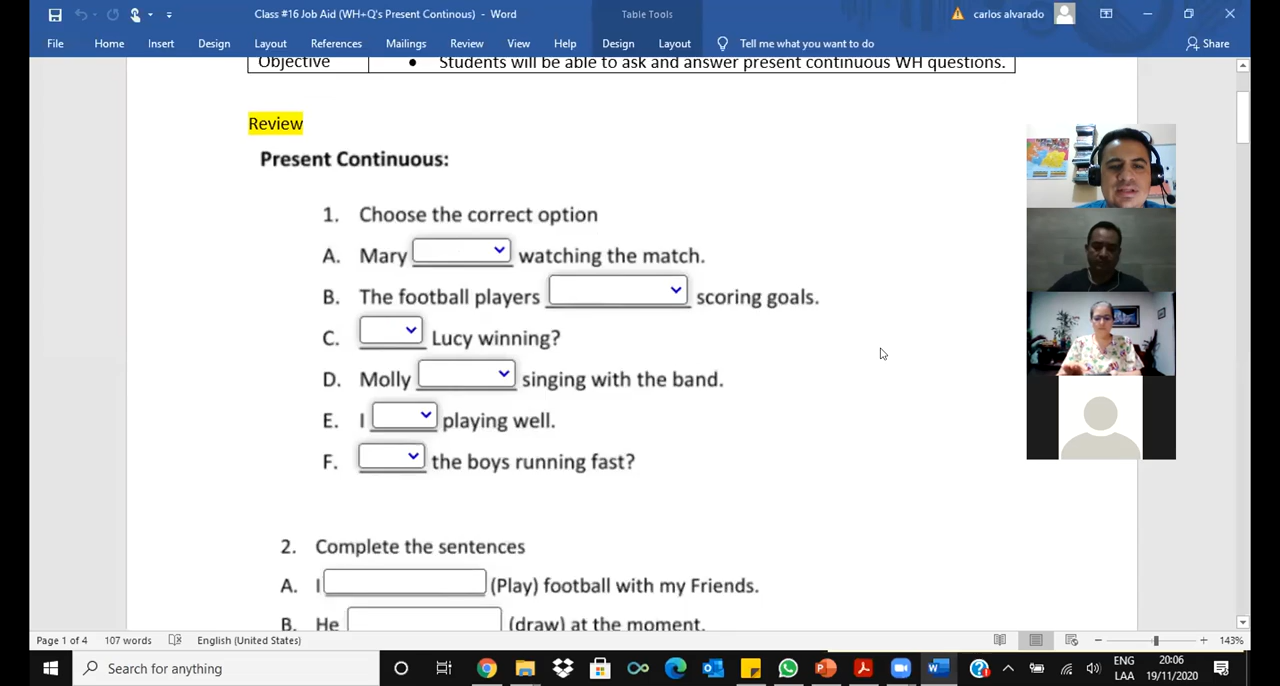 Class #16 Job Aid (WH+Q's Present Continous) - Word
Table Tools
carlos alvarado
File Home Insert Design Layout References Mailings Review View Help Design Layout Tell me what you want to do Share
Objective • Students will be able to ask and answer present continuous WH questions.
Review
Present Continuous:
1. Choose the correct option
A. Mary watching the match.
B. The football players scoring goals.
C. Lucy winning?
D. Molly singing with the band.
E. I playing well.
F. the boys running fast?
2. Complete the sentences
A. I (Play) football with my Friends.
B. He (draw) at the moment.
Page 1 of 4 107 words English (United States) 143%
Search for anything
ENG 20:06
LAA 19/11/2020